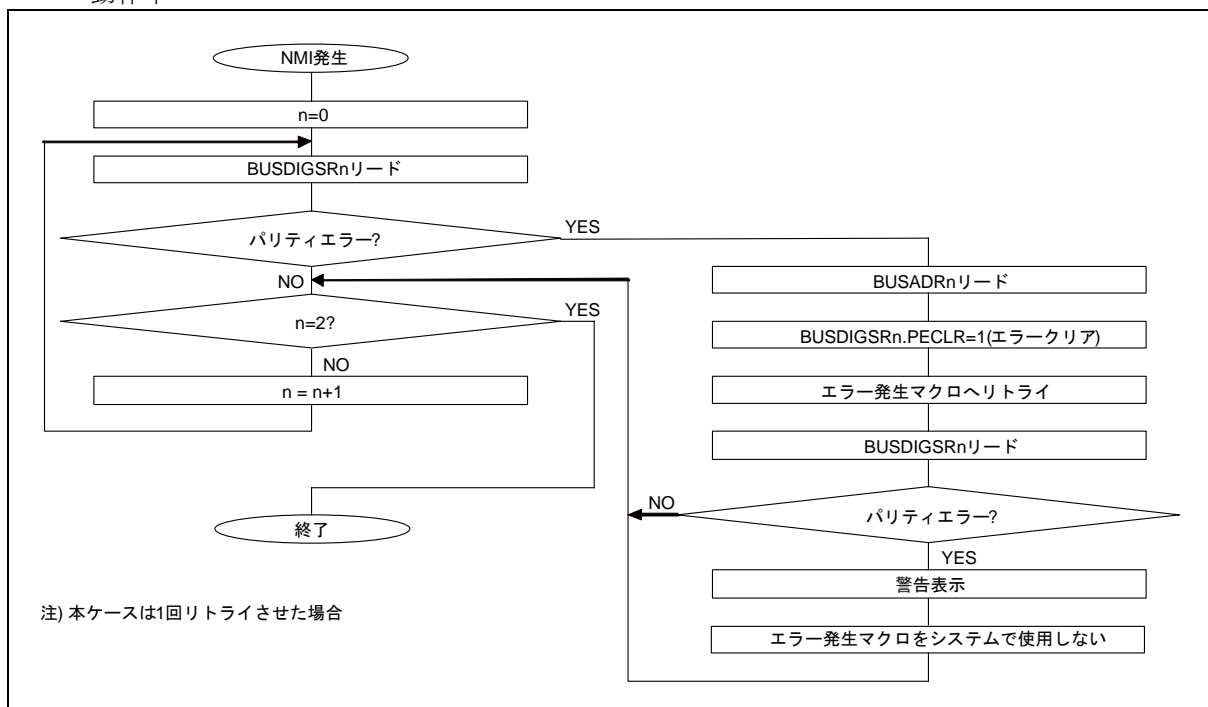 NMI発生
n=0
BUSDIGSRnリード
パリティエラー?
YES
NO
n=2?
YES
NO
n = n+1
終了
BUSADRnリード
BUSDIGSRn.PECLR=1(エラークリア)
エラー発生マクロへリトライ
BUSDIGSRnリード
パリティエラー?
NO
YES
警告表示
エラー発生マクロをシステムで使用しない
注) 本ケースは1回リトライさせた場合